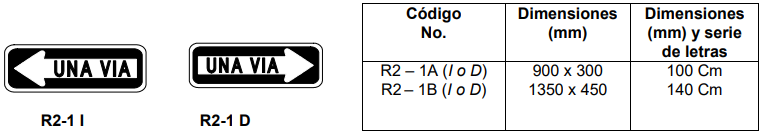 UNA VIA
UNA VIA
R2-1 I
R2-1 D
Código No.
Dimensiones (mm)
Dimensiones (mm) y serie de letras
R2 – 1A (I o D) 900 x 300 100 Cm
R2 – 1B (I o D) 1350 x 450 140 Cm